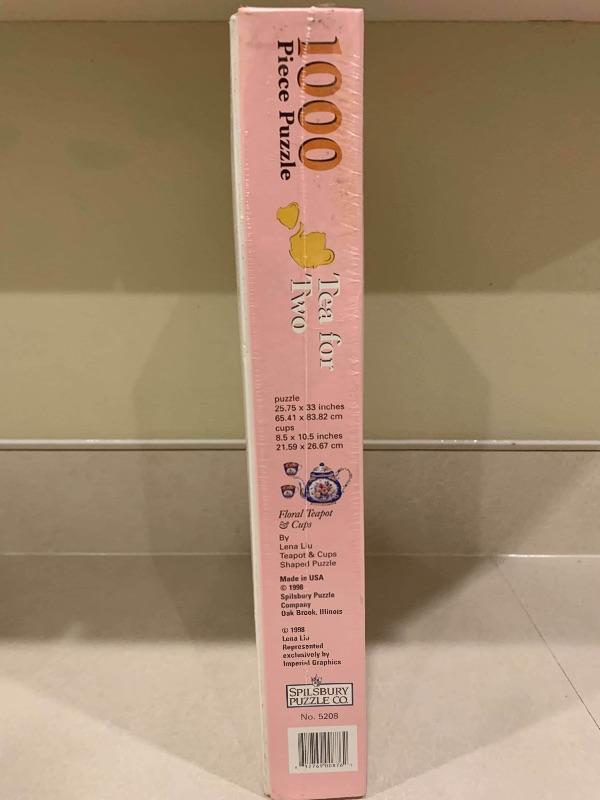 1000
Piece Puzzle
Tea for
Two
puzzle
25.75 x 33 inches
65.41 x 83.82 cm
cups
8.5 x 10.5 inches
21.59 x 26.67 cm
Floral Teapot
& Cups
By
Lena Liu
Teapot & Cups
Shaped Puzzle
Made in USA
© 1998
Spilsbury Puzzle
Company
Oak Brook, Illinois
© 1998
Lena Liu
Represented
exclusively by
Imperial Graphics
SPILSBURY
PUZZLE CO.
No. 5208